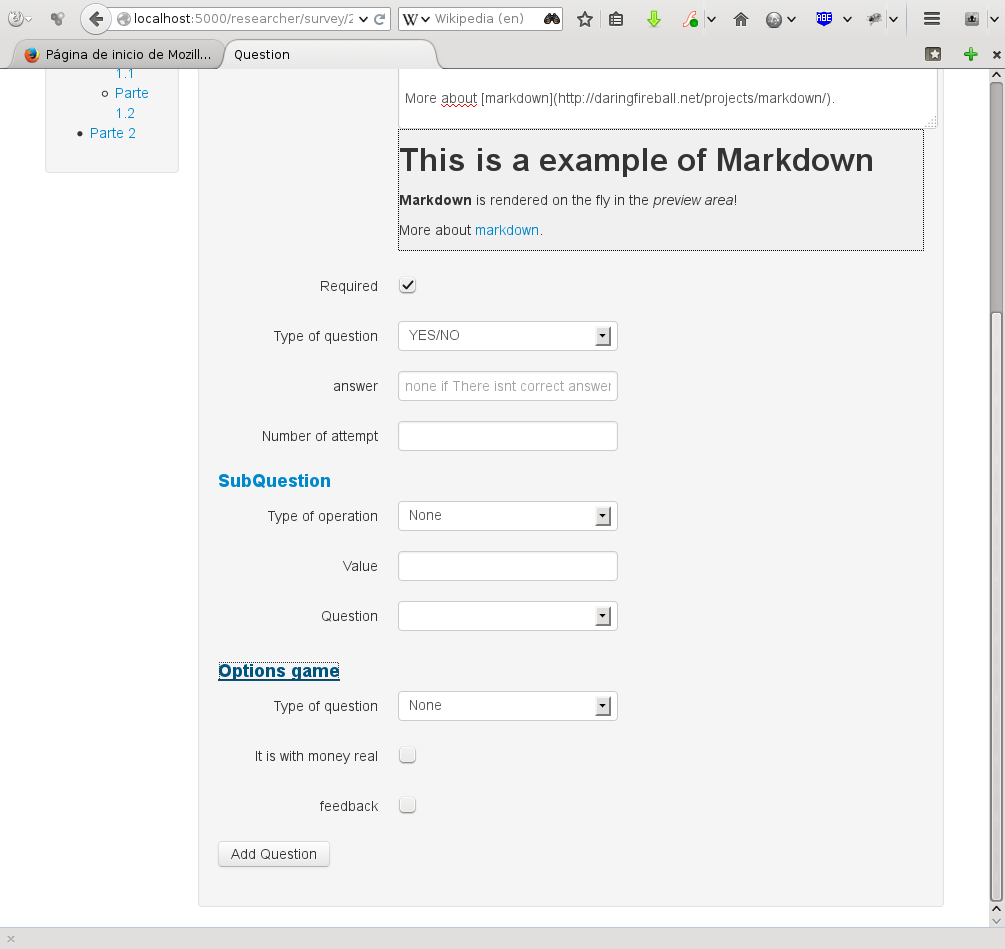 localhost:5000/researcher/survey/2
W
Wikipedia (en)
ABE
Página de inicio de Mozill...
Question
1.1
Parte
1.2
Parte 2
More about [markdown](http://daringfireball.net/projects/markdown/).
This is a example of Markdown
Markdown is rendered on the fly in the preview area!
More about markdown.
Required
Type of question
YES/NO
answer
none if There isnt correct answer
Number of attempt
SubQuestion
Type of operation
None
Value
Question
Options game
Type of question
None
It is with money real
feedback
Add Question